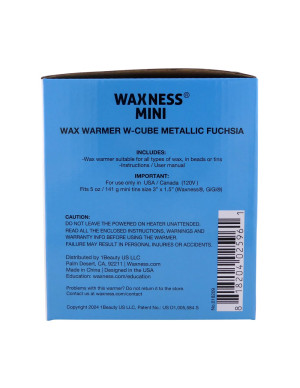 WAXNESS®
MINI
WAX WARMER W-CUBE METALLIC FUCHSIA
INCLUDES:
-Wax warmer suitable for all types of wax, in beads or tins
-Instructions / User manual
IMPORTANT:
For use only in USA / Canada (120V)
Fits 5 oz / 141 g mini tins size 3" x 1.5" (Waxness®, GiGi®)
CAUTION:
DO NOT LEAVE THE POWERED ON HEATER UNATTENDED.
READ ALL THE ENCLOSED INSTRUCTIONS, WARNINGS AND
WARRANTY INFO BEFORE USING THE WARMER.
FAILURE MAY RESULT IN PERSONAL INJURIES OR ACCIDENTS.
Distributed by 1Beauty US LLC
Palm Desert, CA, 92211 | Waxness.com
Made in China | Designed in the USA
Education: waxness.com/education
Problems with this warmer? Do not return it to the store.
Contact us at waxness.com/contact
Copyright 2024 1Beauty US LLC, Patent No.: US